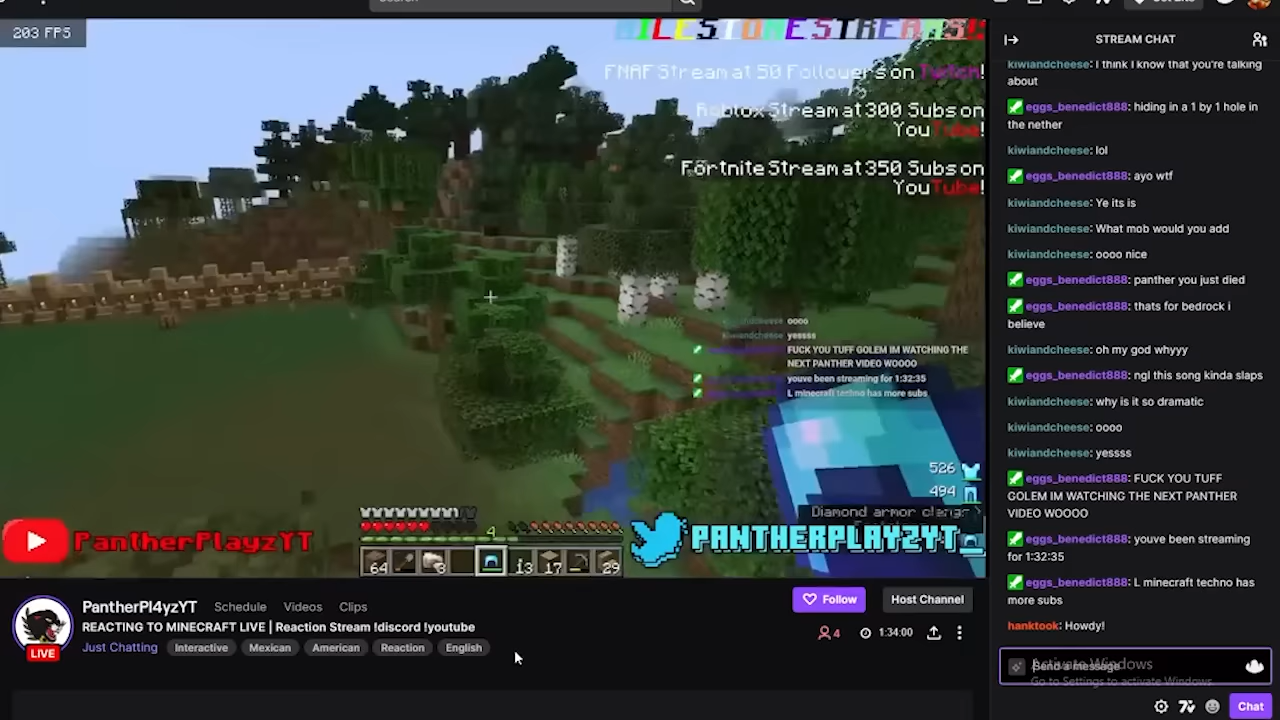 Search
203 FPS
MILESTONE STREAMS!
FNAF Stream at 50 Followers on Twitch!
Roblox Stream at 300 Subs on
YouTube!
Fortnite Stream at 350 Subs on
YouTube!
kiwiandcheese oooo
kiwiandcheese yessss
FUCK YOU TUFF GOLEM IM WATCHING THE
NEXT PANTHER VIDEO WOOOO
youve been streaming for 1:32:35
L minecraft techno has more subs
526
494
Diamond armor clangs
4
64
3
13
17
29
PantherPlayzYT
PANTHERPLAYZYT
LIVE
PantherPl4yzYT
Schedule
Videos
Clips
REACTING TO MINECRAFT LIVE | Reaction Stream !discord !youtube
Just Chatting
Interactive
Mexican
American
Reaction
English
Follow
Host Channel
4
1:34:00
STREAM CHAT
kiwiandcheese: I think I know that you're talking
about
eggs_benedict888: hiding in a 1 by 1 hole in
the nether
kiwiandcheese: lol
eggs_benedict888: ayo wtf
kiwiandcheese: Ye its is
kiwiandcheese: What mob would you add
kiwiandcheese: oooo nice
eggs_benedict888: panther you just died
eggs_benedict888: thats for bedrock i
believe
kiwiandcheese: oh my god whyyy
eggs_benedict888: ngl this song kinda slaps
kiwiandcheese: why is it so dramatic
kiwiandcheese: oooo
kiwiandcheese: yessss
eggs_benedict888: FUCK YOU TUFF
GOLEM IM WATCHING THE NEXT PANTHER
VIDEO WOOOO
eggs_benedict888: youve been streaming
for 1:32:35
eggs_benedict888: L minecraft techno has
more subs
hanktook: Howdy!
Send a message
Activate Windows
Go to Settings to activate Windows.
Chat